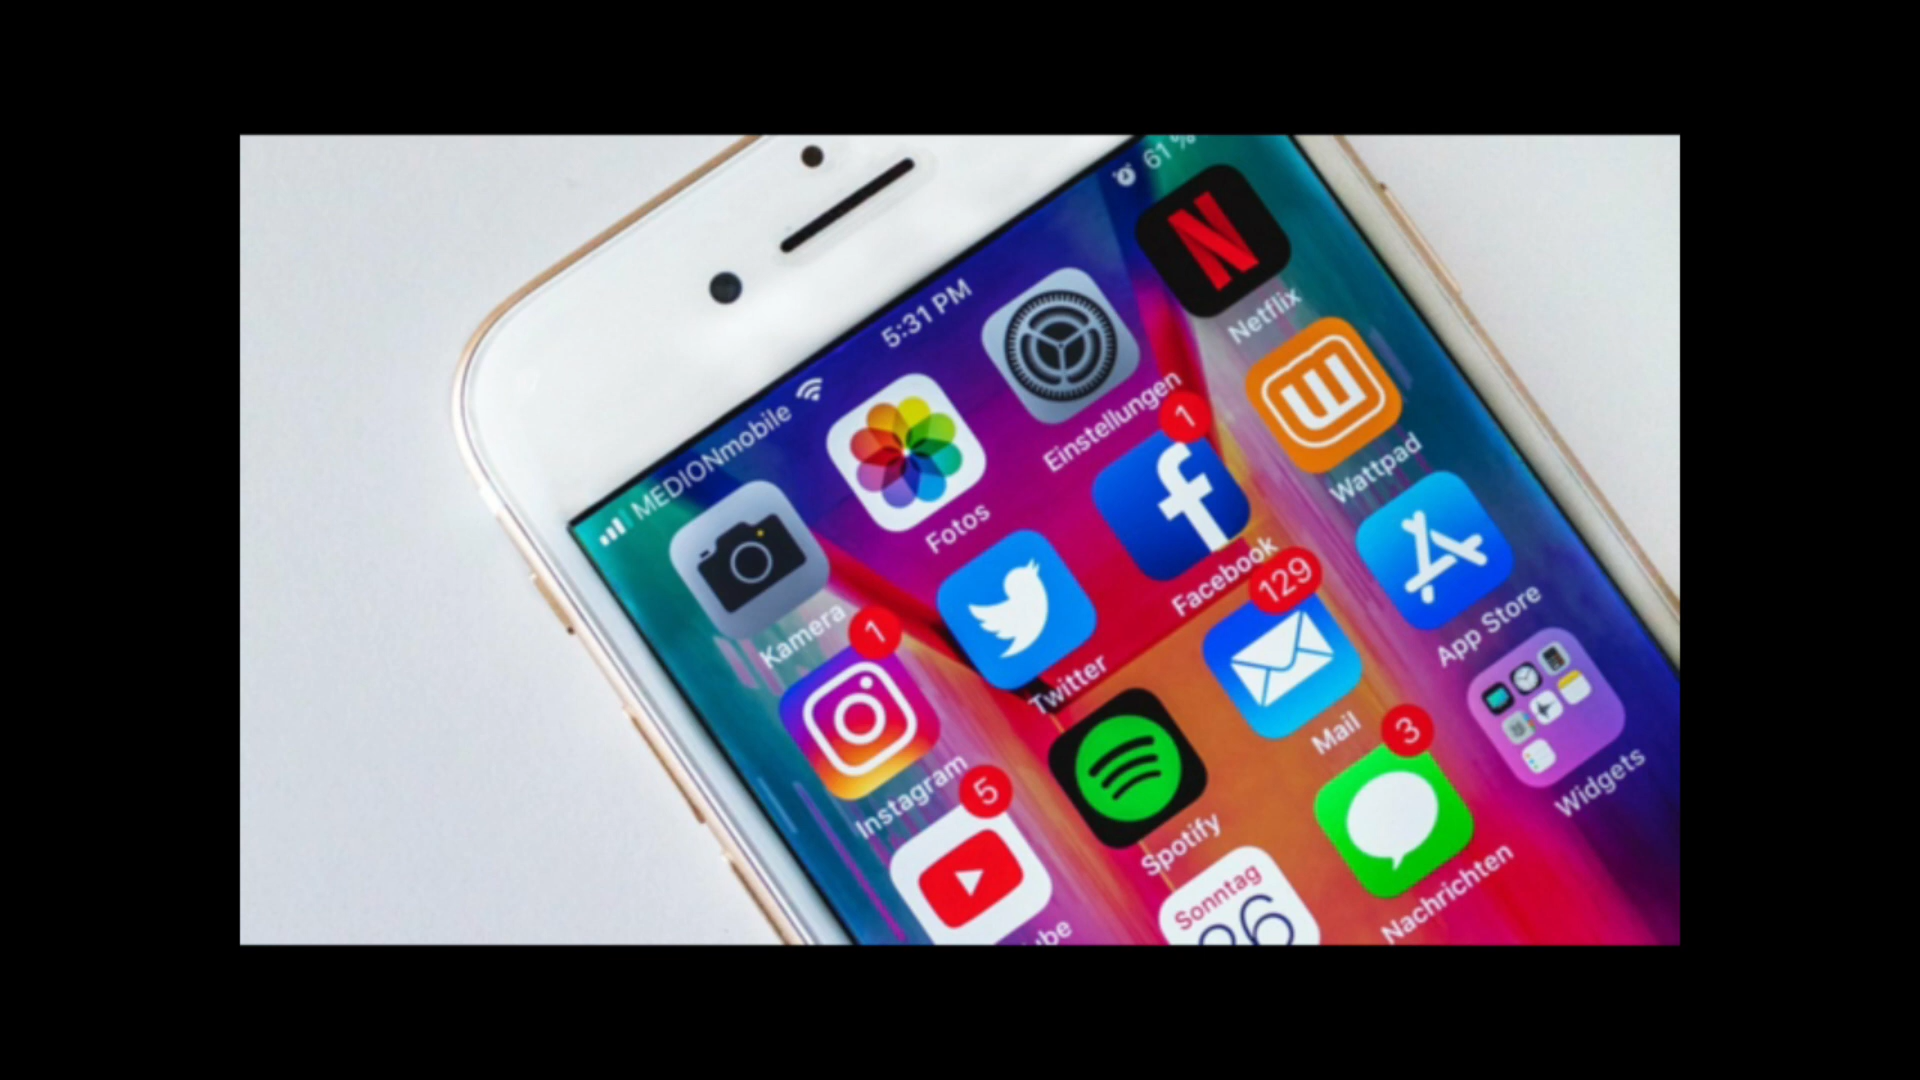 MEDIONmobile 5:31 PM 61%
Kamera
Fotos
Einstellungen
Netflix
1
Instagram
Twitter
1
Facebook
Wattpad
5
Spotify
129
Mail
App Store
Sonntag
26
3
Nachrichten
Widgets